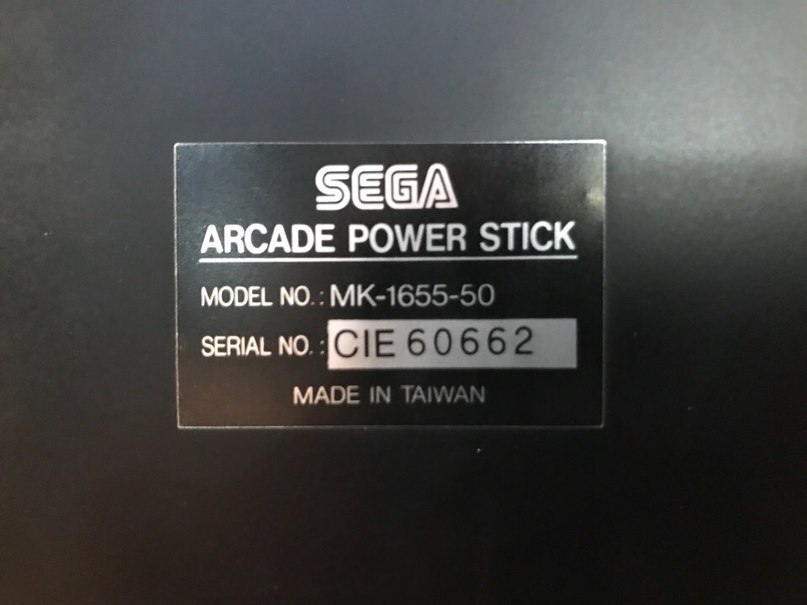 SEGA
ARCADE POWER STICK
MODEL NO.: MK-1655-50
SERIAL NO.: CIE 60662
MADE IN TAIWAN